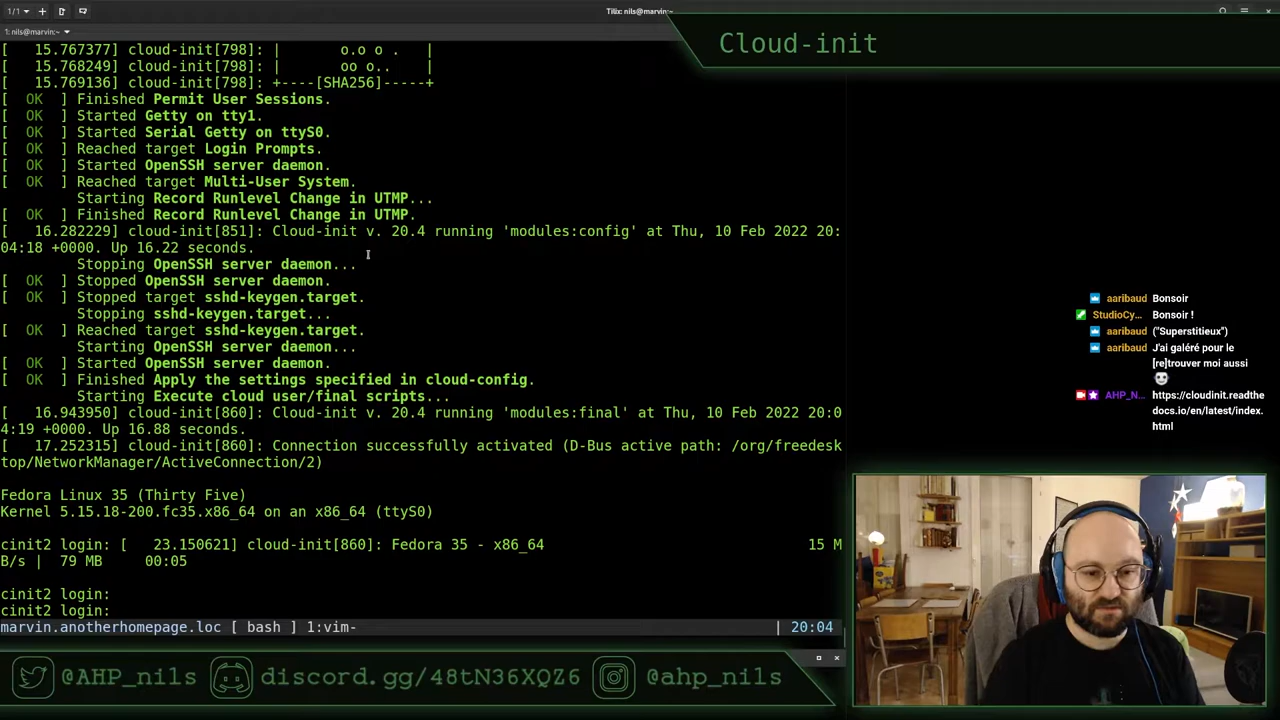 1/1
Tilix: nils@marvin:~
1: nils@marvin:~
Cloud-init
[   15.767377] cloud-init[798]: |        o.o o .    |
[   15.768249] cloud-init[798]: |        oo o..     |
[   15.769136] cloud-init[798]: +----[SHA256]-----+
[  OK  ] Finished Permit User Sessions.
[  OK  ] Started Getty on tty1.
[  OK  ] Started Serial Getty on ttyS0.
[  OK  ] Reached target Login Prompts.
[  OK  ] Started OpenSSH server daemon.
[  OK  ] Reached target Multi-User System.
Starting Record Runlevel Change in UTMP...
[  OK  ] Finished Record Runlevel Change in UTMP.
[   16.282229] cloud-init[851]: Cloud-init v. 20.4 running 'modules:config' at Thu, 10 Feb 2022 20:
04:18 +0000. Up 16.22 seconds.
Stopping OpenSSH server daemon...
[  OK  ] Stopped OpenSSH server daemon.
[  OK  ] Stopped target sshd-keygen.target.
Stopping sshd-keygen.target...
[  OK  ] Reached target sshd-keygen.target.
Starting OpenSSH server daemon...
[  OK  ] Started OpenSSH server daemon.
[  OK  ] Finished Apply the settings specified in cloud-config.
Starting Execute cloud user/final scripts...
[   16.943950] cloud-init[860]: Cloud-init v. 20.4 running 'modules:final' at Thu, 10 Feb 2022 20:0
4:19 +0000. Up 16.88 seconds.
[   17.252315] cloud-init[860]: Connection successfully activated (D-Bus active path: /org/freedesk
top/NetworkManager/ActiveConnection/2)
Fedora Linux 35 (Thirty Five)
Kernel 5.15.18-200.fc35.x86_64 on an x86_64 (ttyS0)
cinit2 login: [   23.150621] cloud-init[860]: Fedora 35 - x86_64                               15 M
B/s |  79 MB     00:05
cinit2 login:
cinit2 login:
marvin.anotherhomepage.loc [ bash ] 1:vim- | 20:04
aaribaud Bonsoir
StudioCy... Bonsoir !
aaribaud ("Superstitieux")
aaribaud J'ai galéré pour le
[re]trouver moi aussi
AHP_N... https://cloudinit.readthe
docs.io/en/latest/index.
html
@AHP_nils discord.gg/48tN36XQZ6 @ahp_nils